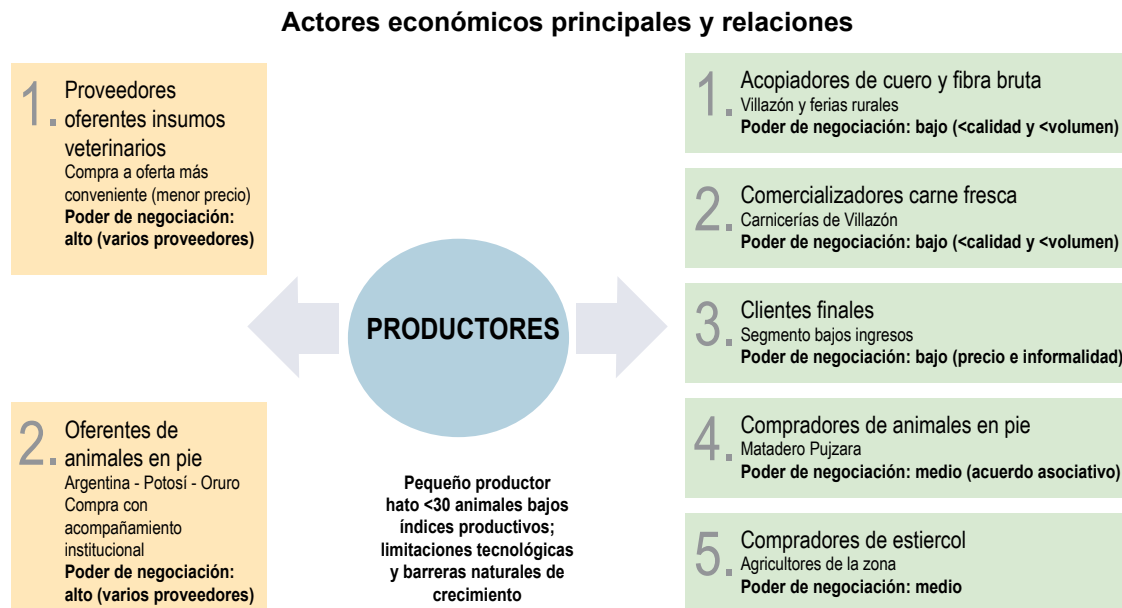 Actores económicos principales y relaciones
1.
Proveedores
oferentes insumos
veterinarios
Compra a oferta más
conveniente (menor precio)
Poder de negociación:
alto (varios proveedores)
2.
Oferentes de
animales en pie
Argentina - Potosí - Oruro
Compra con
acompañamiento
institucional
Poder de negociación:
alto (varios proveedores)
PRODUCTORES
Pequeño productor
hato <30 animales bajos
índices productivos;
limitaciones tecnológicas
y barreras naturales de
crecimiento
1.
Acopiadores de cuero y fibra bruta
Villazón y ferias rurales
Poder de negociación: bajo (<calidad y <volumen)
2.
Comercializadores carne fresca
Carnicerías de Villazón
Poder de negociación: bajo (<calidad y <volumen)
3.
Clientes finales
Segmento bajos ingresos
Poder de negociación: bajo (precio e informalidad)
4.
Compradores de animales en pie
Matadero Pujzara
Poder de negociación: medio (acuerdo asociativo)
5.
Compradores de estiercol
Agricultores de la zona
Poder de negociación: medio